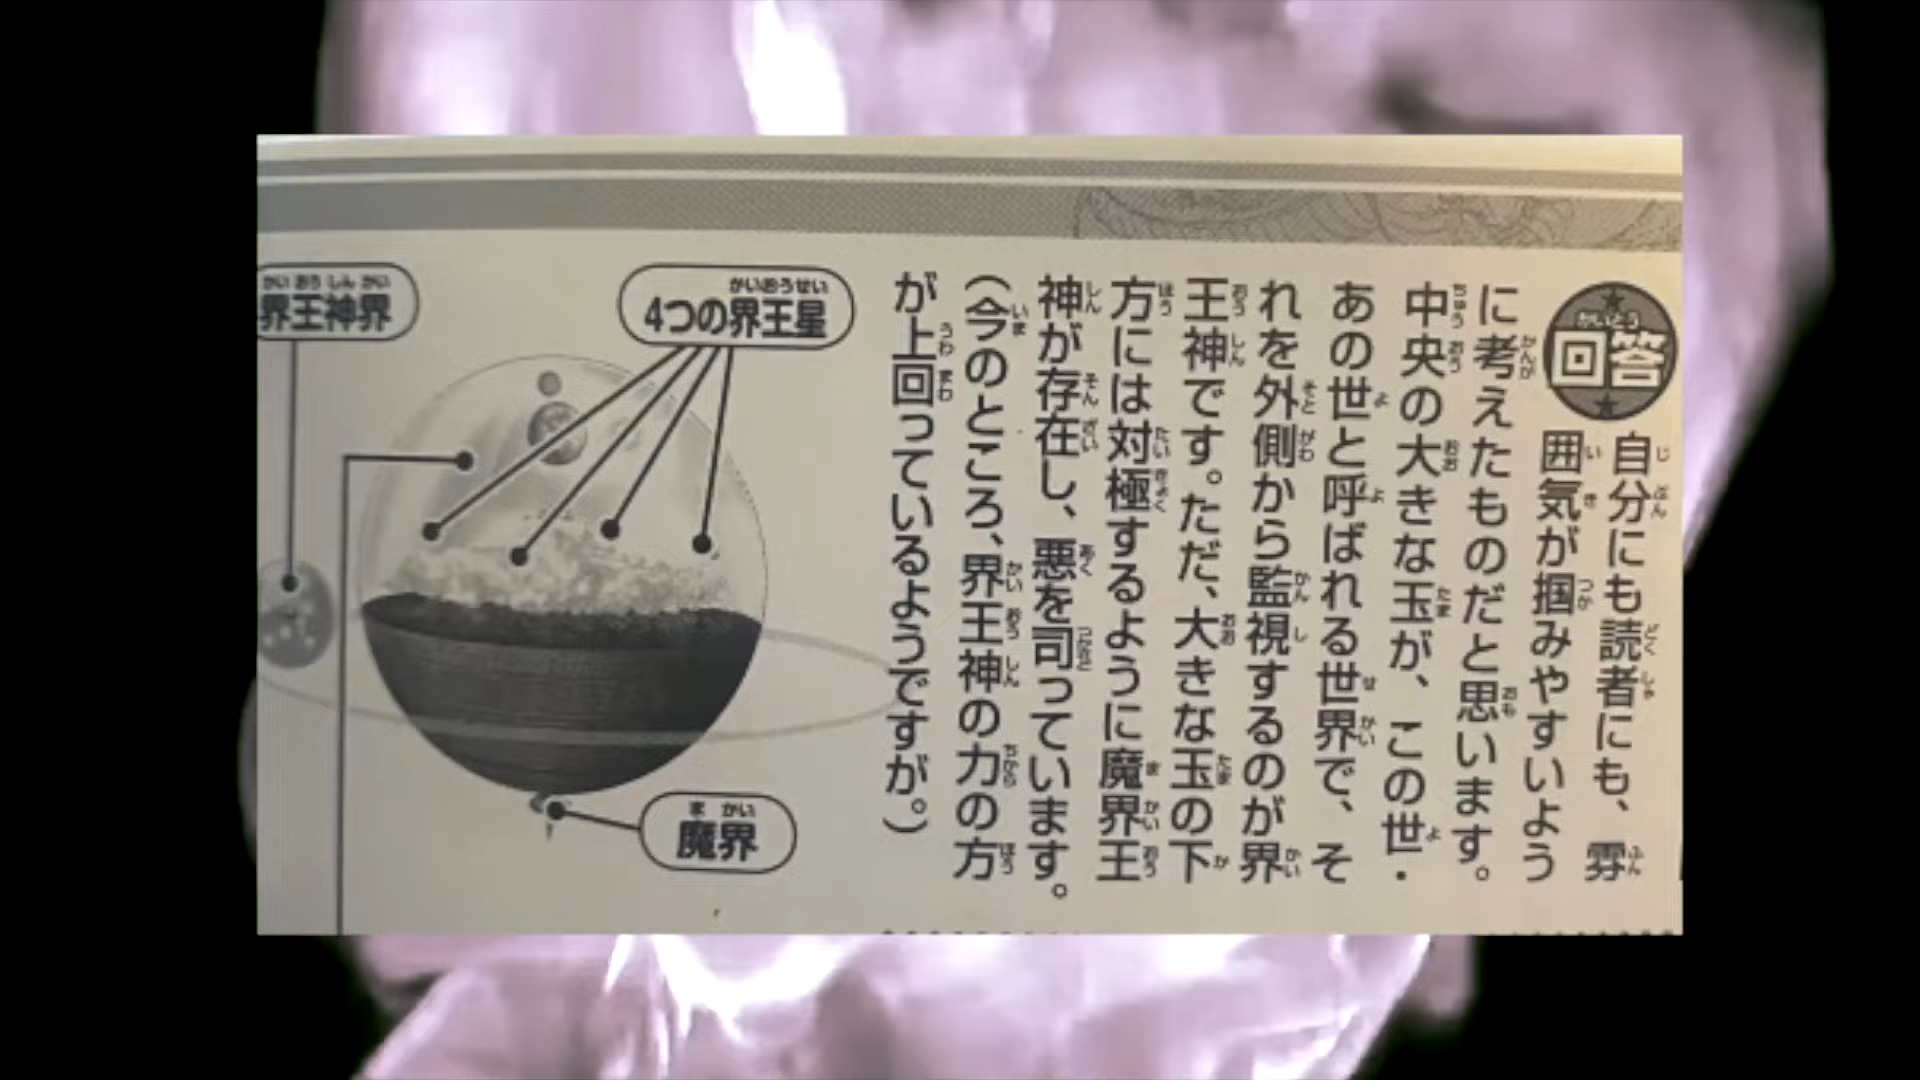 回答
自分にも読者にも、雰
囲気が掴みやすいよう
に考えたものだと思います。
中央の大きな玉が、この世・
あの世と呼ばれる世界で、そ
れを外側から監視するのが界
王神です。ただ、大きな玉の下
方には対極するように魔界王
神が存在し、悪を司っています。
(今のところ、界王神の力の方
が上回っているようですが。)
4つの界王星
界王神界
魔界